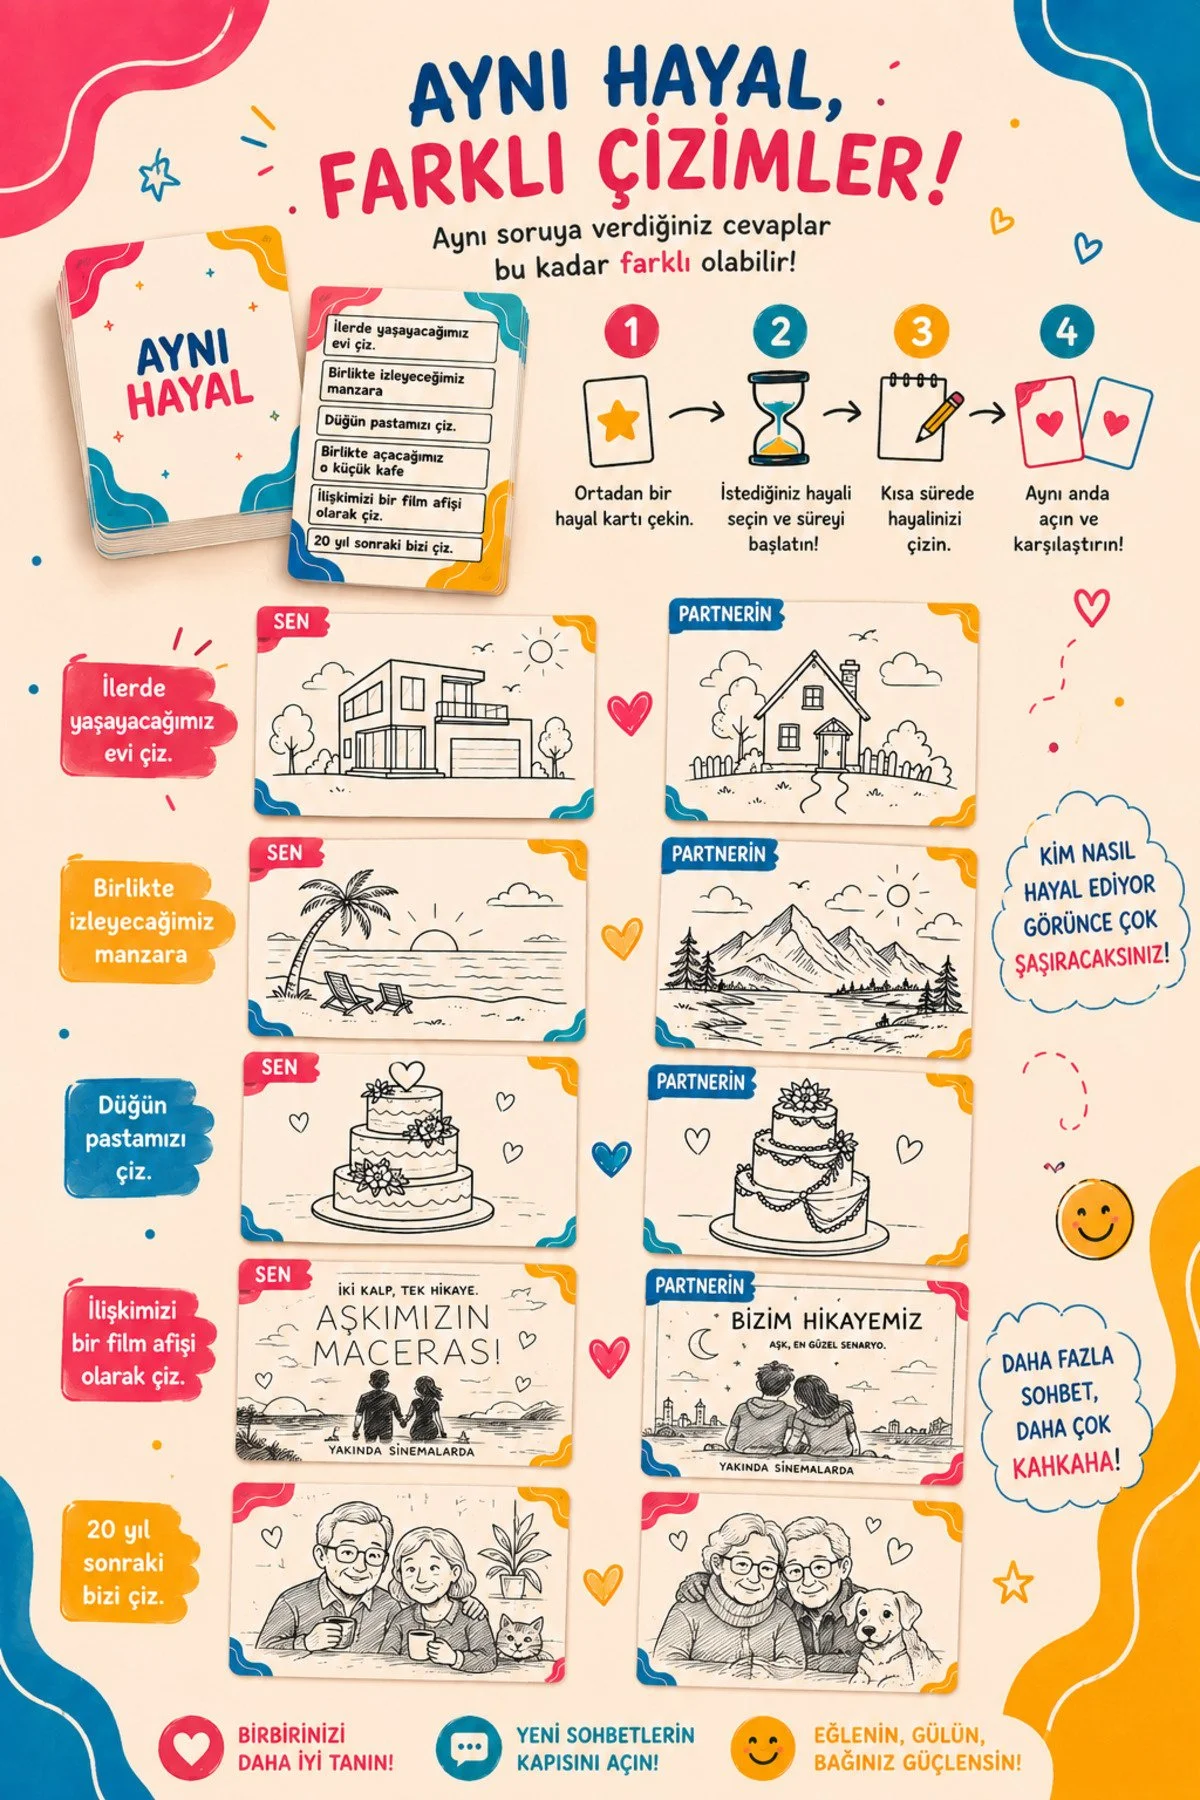 AYNI HAYAL,
FARKLI ÇİZİMLER!
Aynı soruya verdiğiniz cevaplar
bu kadar farklı olabilir!
AYNI
HAYAL
İlerde yaşayacağımız
evi çiz.
Birlikte izleyeceğimiz
manzara
Düğün pastamızı çiz.
Birlikte açacağımız
o küçük kafe
İlişkimizi bir film afişi
olarak çiz.
20 yıl sonraki bizi çiz.
1
Ortadan bir
hayal kartı çekin.
2
İstediğiniz hayali
seçin ve süreyi
başlatın!
3
Kısa sürede
hayalinizi
çizin.
4
Aynı anda
açın ve
karşılaştırın!
İlerde
yaşayacağımız
evi çiz.
SEN
PARTNERİN
Birlikte
izleyecağimiz
manzara
SEN
PARTNERİN
KİM NASIL
HAYAL EDİYOR
GÖRÜNCE ÇOK
ŞAŞIRACAKSINIZ!
Düğün
pastamızı
çiz.
SEN
PARTNERİN
İlişkimizi
bir film afişi
olarak çiz.
SEN
İKİ KALP, TEK HİKAYE.
AŞKIMIZIN
MACERASI!
YAKINDA SİNEMALARDA
PARTNERİN
BİZİM HİKAYEMİZ
AŞK, EN GÜZEL SENARYO.
YAKINDA SİNEMALARDA
DAHA FAZLA
SOHBET,
DAHA ÇOK
KAHKAHA!
20 yıl
sonraki
bizi çiz.
BİRBİRİNİZİ
DAHA İYİ TANIN!
YENİ SOHBETLERİN
KAPISINI AÇIN!
EĞLENİN, GÜLÜN,
BAĞINIZ GÜÇLENSİN!